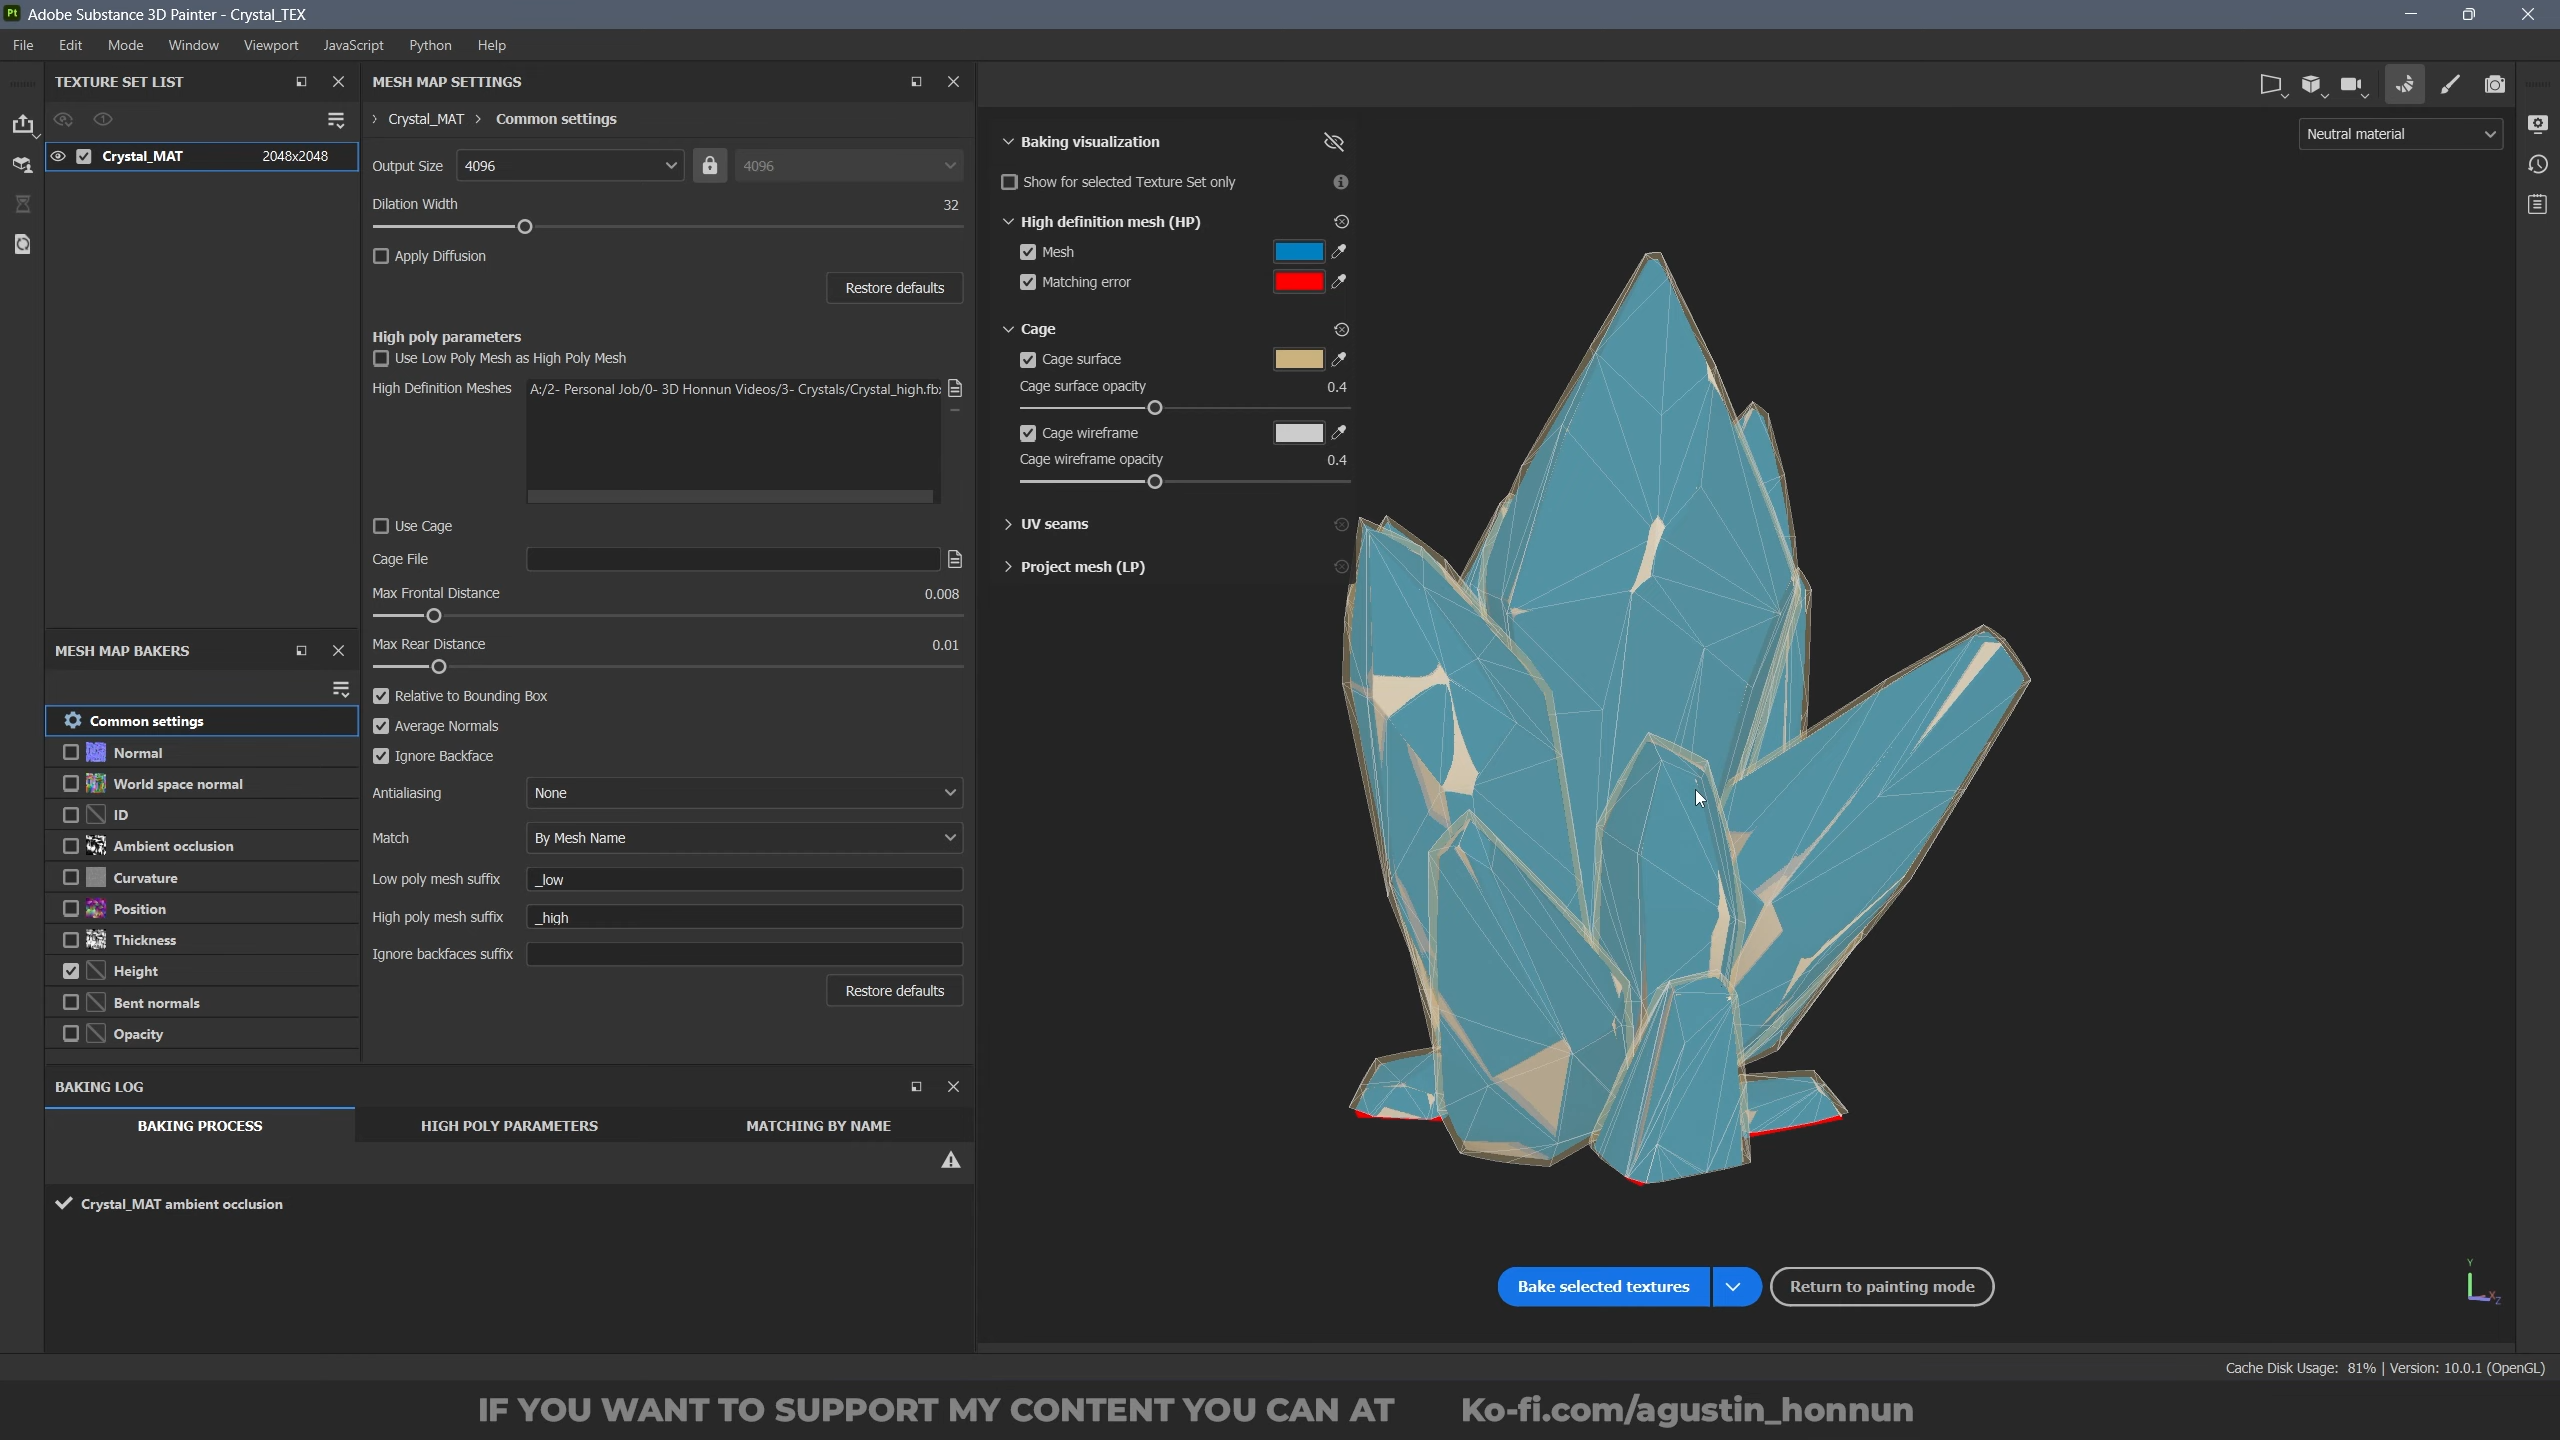 Pt Adobe Substance 3D Painter - Crystal_TEX
File Edit Mode Window Viewport JavaScript Python Help
TEXTURE SET LIST
Crystal_MAT 2048x2048
MESH MAP SETTINGS
Crystal_MAT > Common settings
Output Size 4096 4096
Dilation Width 32
Apply Diffusion
Restore defaults
High poly parameters
Use Low Poly Mesh as High Poly Mesh
High Definition Meshes A:/2- Personal Job/0- 3D Honnun Videos/3- Crystals/Crystal_high.fb
Use Cage
Cage File
Max Frontal Distance 0.008
Max Rear Distance 0.01
Relative to Bounding Box
Average Normals
Ignore Backface
Antialiasing None
Match By Mesh Name
Low poly mesh suffix _low
High poly mesh suffix _high
Ignore backfaces suffix
Restore defaults
MESH MAP BAKERS
Common settings
Normal
World space normal
ID
Ambient occlusion
Curvature
Position
Thickness
Height
Bent normals
Opacity
BAKING LOG
BAKING PROCESS HIGH POLY PARAMETERS MATCHING BY NAME
Crystal_MAT ambient occlusion
Baking visualization
Show for selected Texture Set only
High definition mesh (HP)
Mesh
Matching error
Cage
Cage surface
Cage surface opacity 0.4
Cage wireframe
Cage wireframe opacity 0.4
UV seams
Project mesh (LP)
Neutral material
Bake selected textures
Return to painting mode
Y
X
Z
Cache Disk Usage: 81% | Version: 10.0.1 (OpenGL)
IF YOU WANT TO SUPPORT MY CONTENT YOU CAN AT Ko-fi.com/agustin_honnun